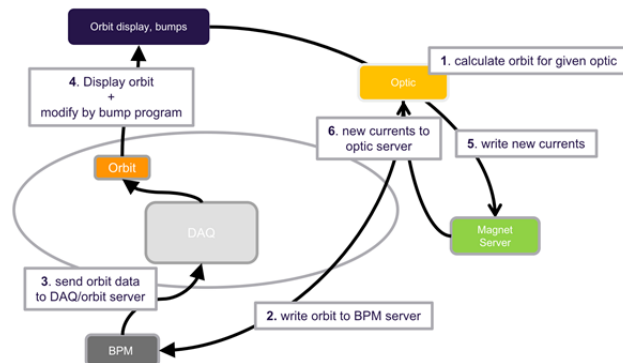 Orbit display, bumps
1. calculate orbit for given optic
Optic
4. Display orbit
+
modify by bump program
6. new currents to
optic server
5. write new currents
Orbit
DAQ
Magnet
Server
3. send orbit data
to DAQ/orbit server
2. write orbit to BPM server
BPM